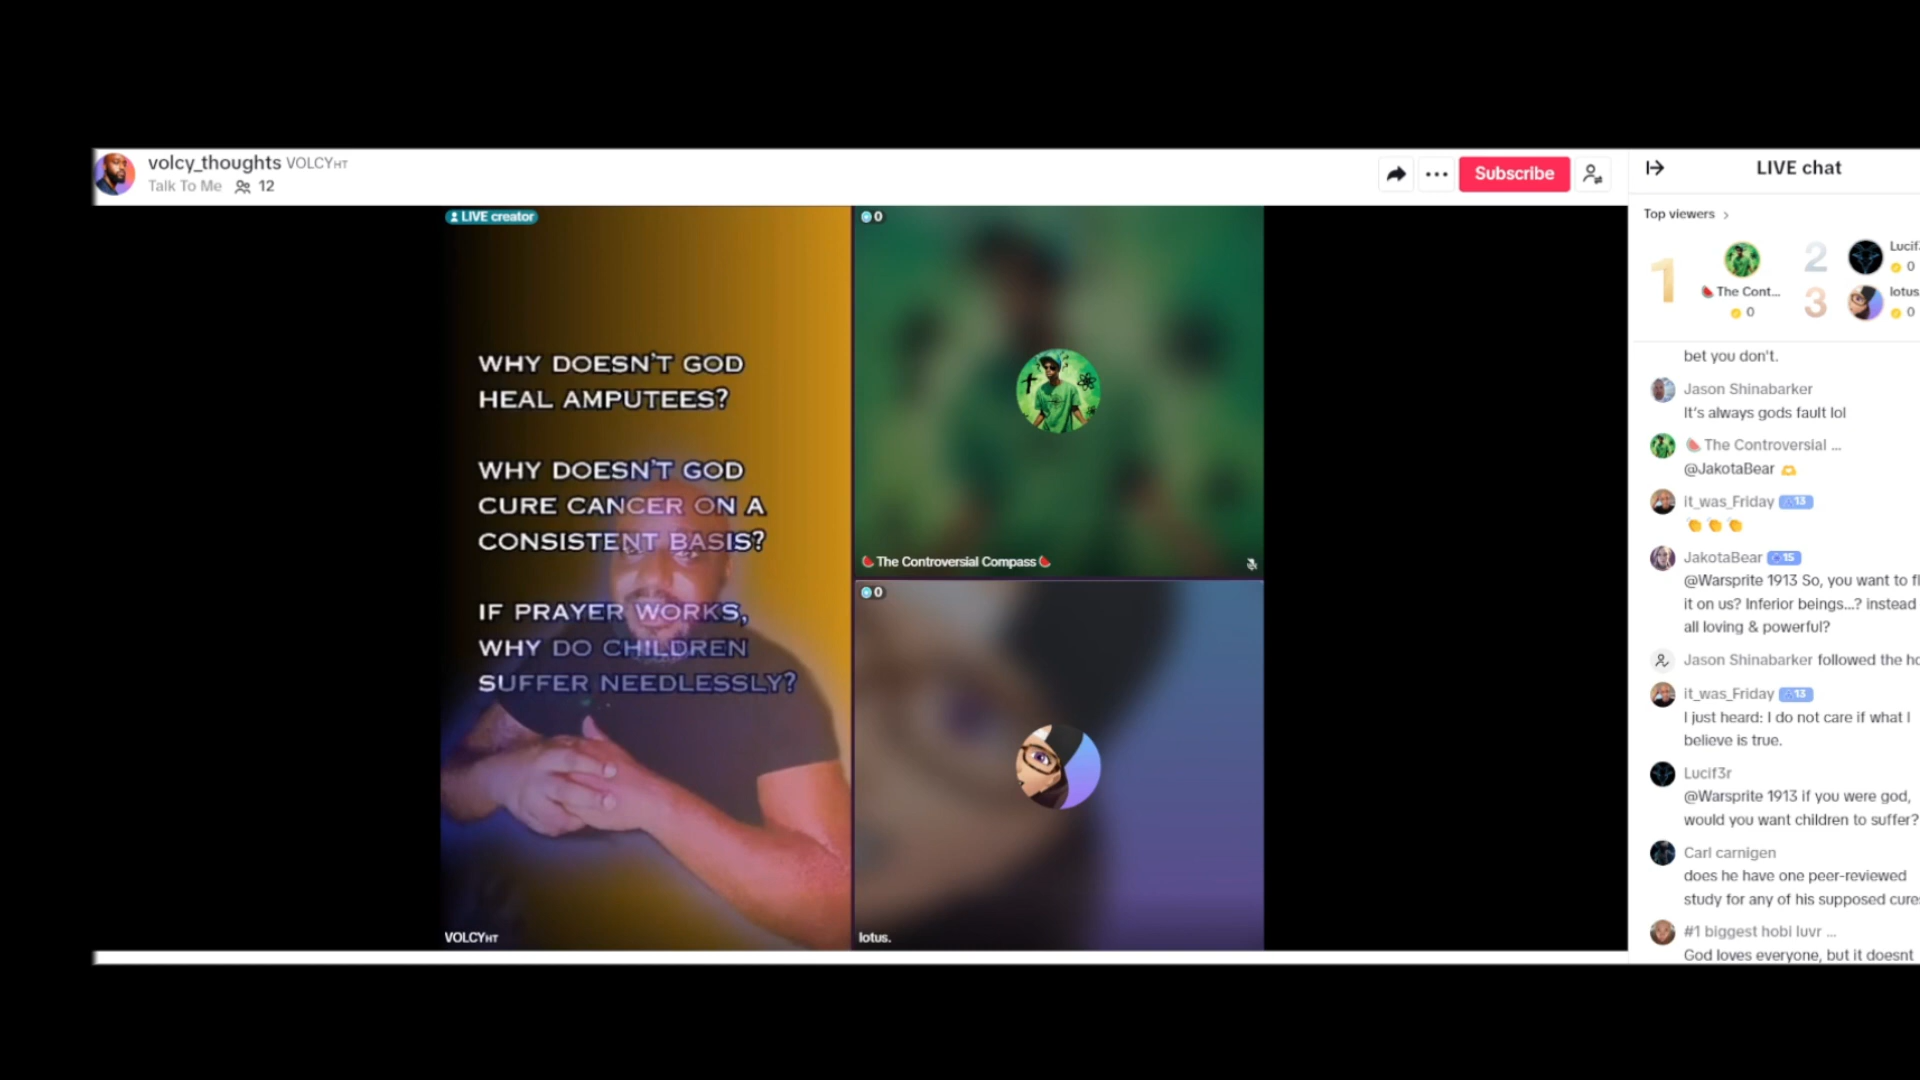 volcy_thoughts VOLCYHT
Talk To Me 12
Subscribe
LIVE chat
Top viewers
LIVE creator
WHY DOESN'T GOD
HEAL AMPUTEES?
WHY DOESN'T GOD
CURE CANCER ON A
CONSISTENT BASIS?
IF PRAYER WORKS,
WHY DO CHILDREN
SUFFER NEEDLESSLY?
VOLCYHT
0
The Controversial Compass
0
lotus.
1
The Cont...
0
2
Lucif
0
3
lotus
0
bet you don't.
Jason Shinabarker
It's always gods fault lol
The Controversial ...
@JakotaBear
it_was_Friday 13
JakotaBear 15
@Warsprite 1913 So, you want to
it on us? Inferior beings...? instead
all loving & powerful?
Jason Shinabarker followed the
it_was_Friday 13
I just heard: I do not care if what I
believe is true.
Lucif3r
@Warsprite 1913 if you were god,
would you want children to suffer?
Carl carnigen
does he have one peer-reviewed
study for any of his supposed
#1 biggest hobi luvr ...
God loves everyone, but it doesnt